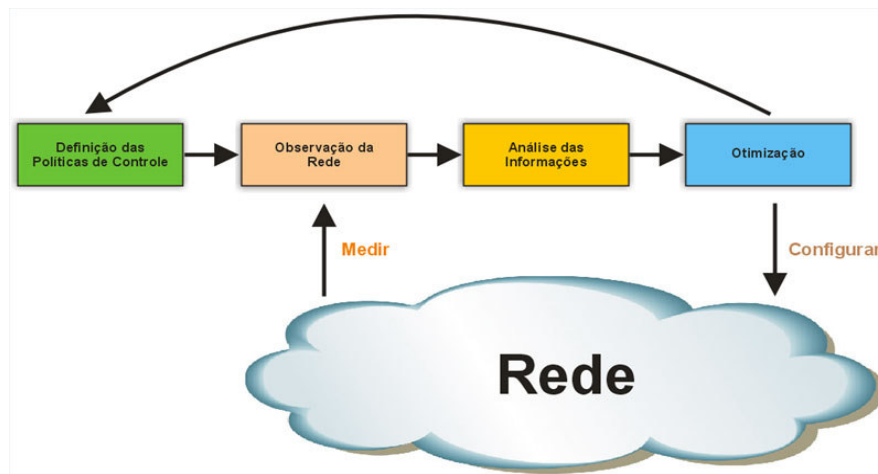 Definição das
Políticas de Controle
Observação da
Rede
Análise das
Informações
Otimização
Medir
Configurar
Rede